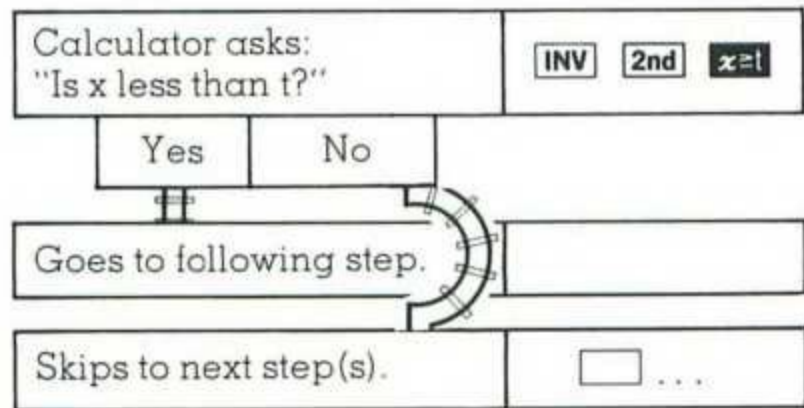 Calculator asks:
"Is x less than t?"
INV 2nd x≥t
Yes No
Goes to following step.
Skips to next step(s).
...